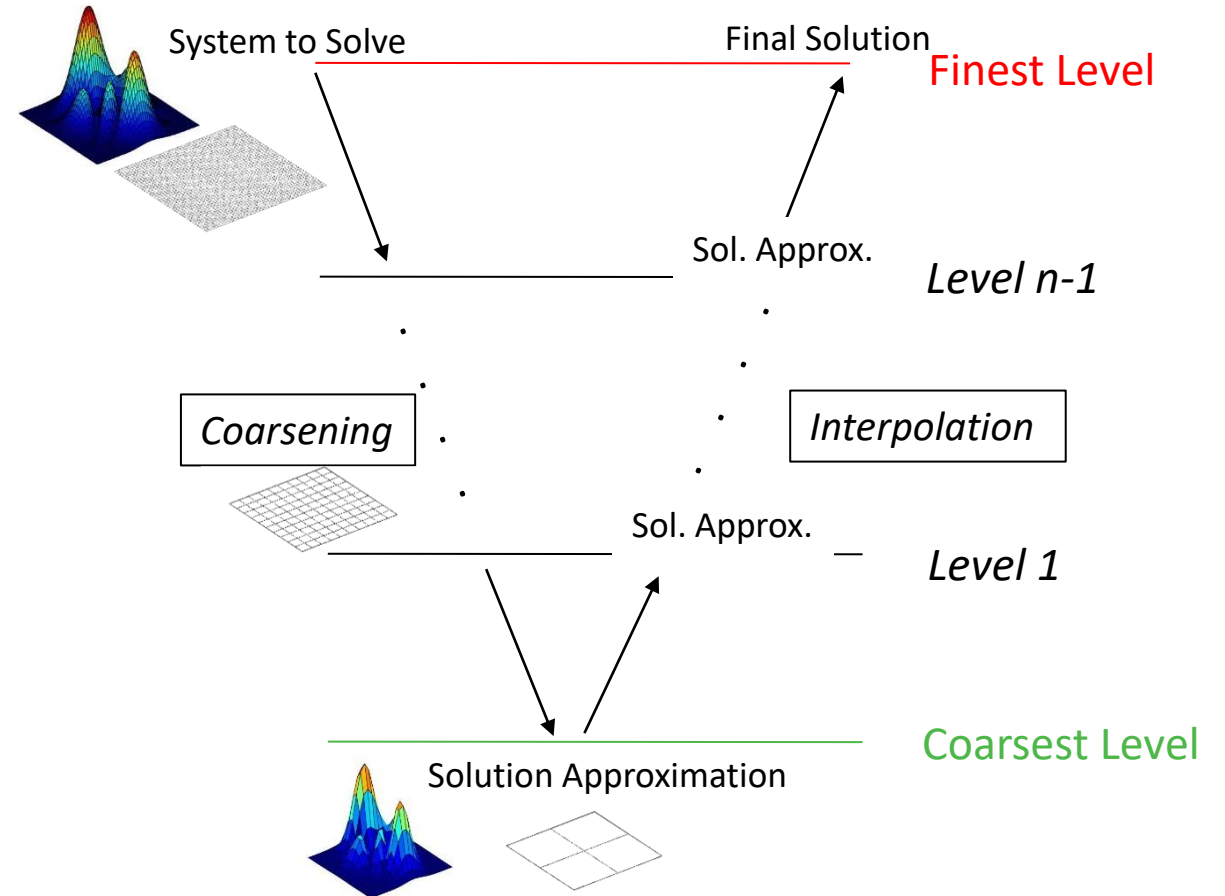 System to Solve
Final Solution
Finest Level
Sol. Approx.
Level n-1
Coarsening
Interpolation
Sol. Approx.
Level 1
Coarsest Level
Solution Approximation